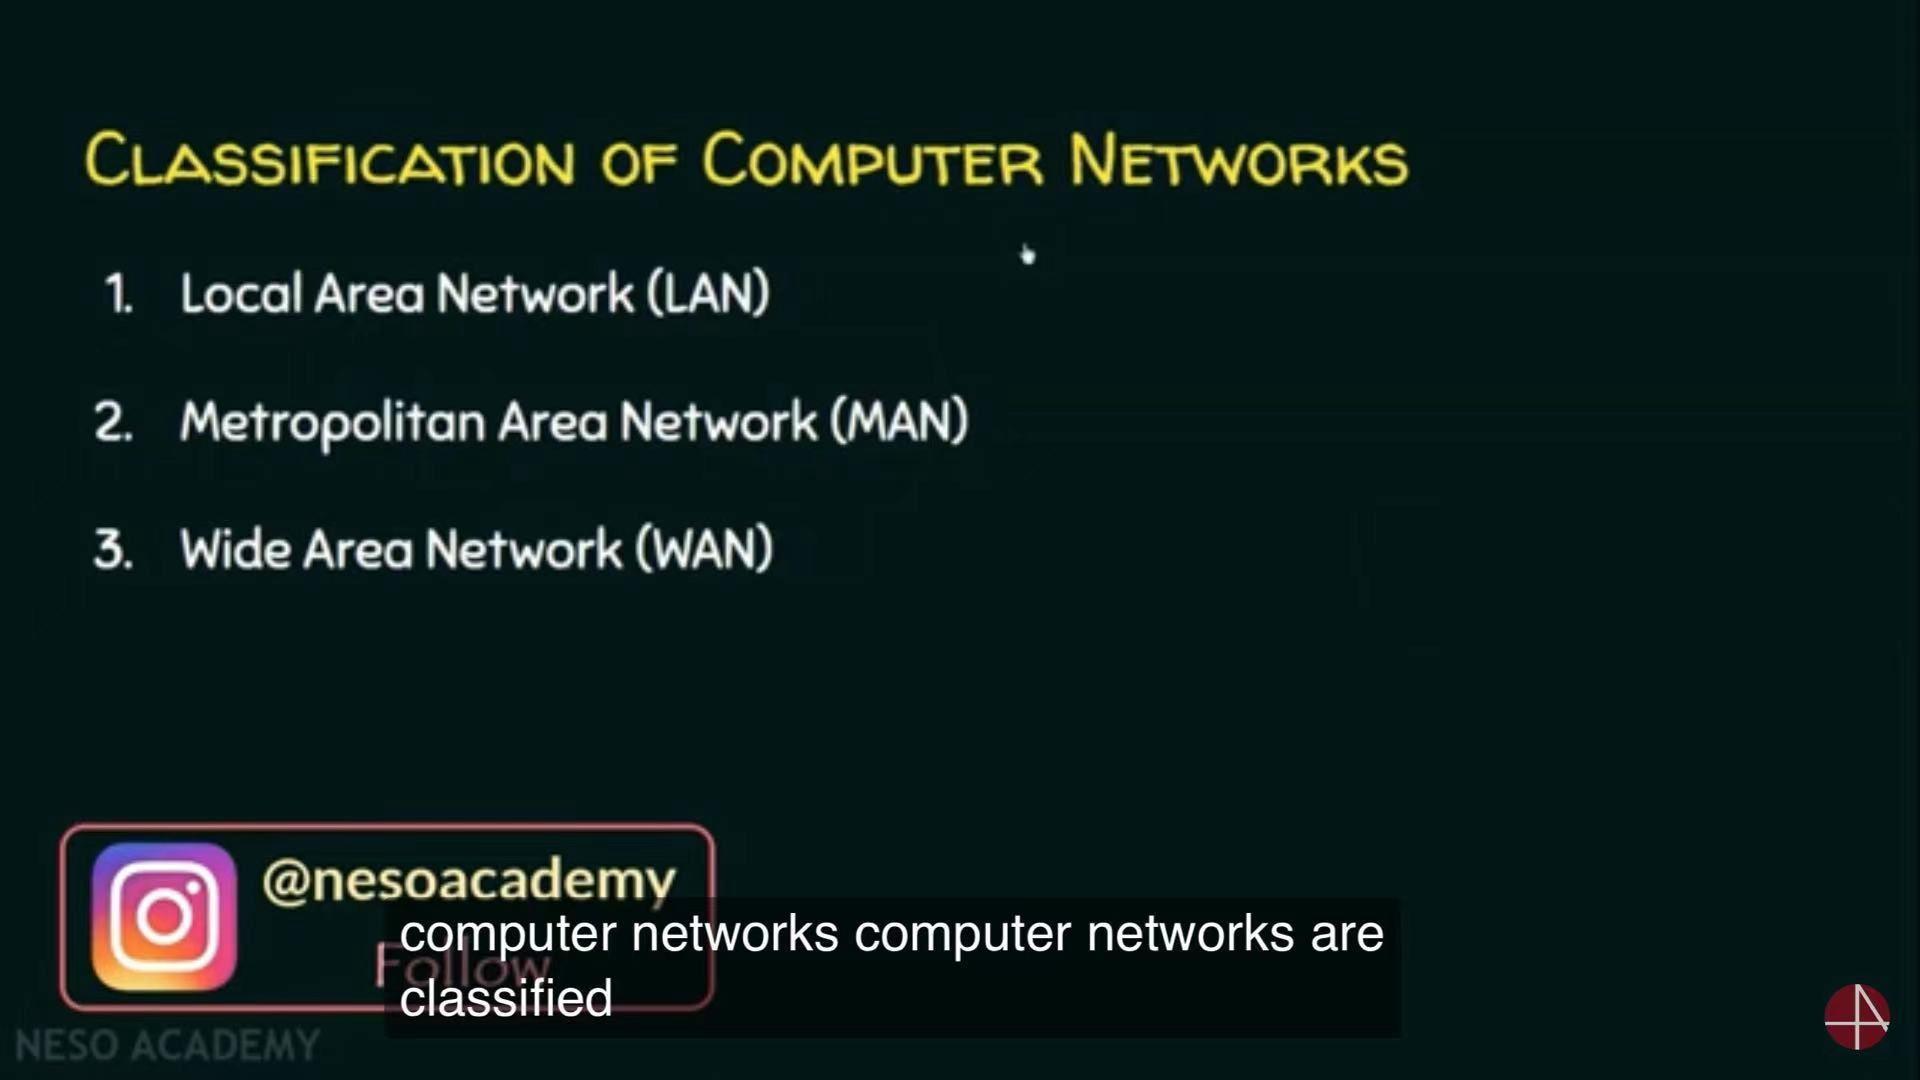 CLASSIFICATION OF COMPUTER NETWORKS
1. Local Area Network (LAN)
2. Metropolitan Area Network (MAN)
3. Wide Area Network (WAN)
@nesoacademy
Follow
computer networks computer networks are
classified
NESO ACADEMY